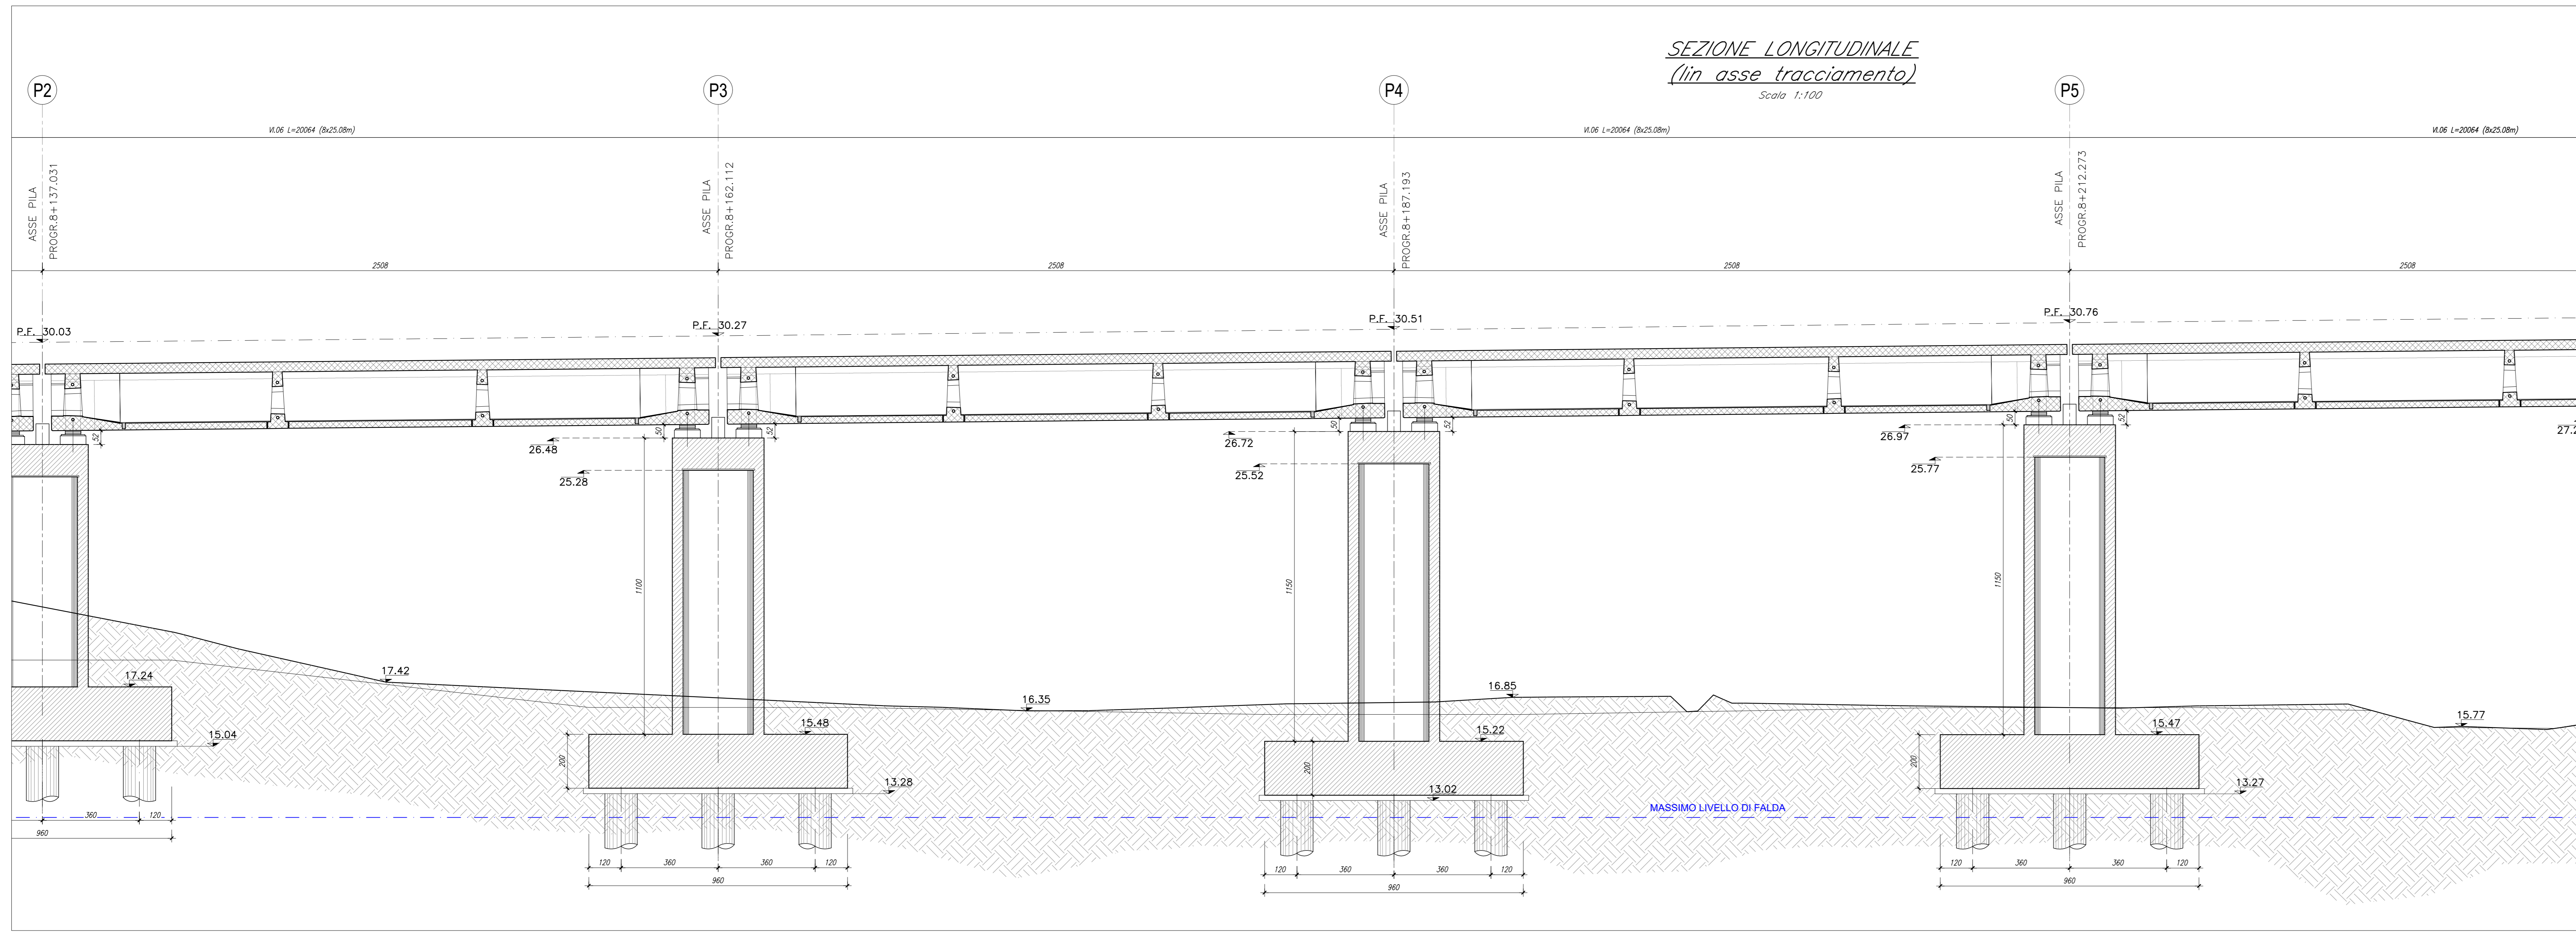 SEZIONE LONGITUDINALE
(lin asse tracciamento)
Scala 1:100
P2
P3
P4
P5
VI.06 L=20064 (8x25.08m)
VI.06 L=20064 (8x25.08m)
VI.06 L=20064 (8x25.08m)
ASSE PILA
PROGR.8+137.031
ASSE PILA
PROGR.8+162.112
ASSE PILA
PROGR.8+187.193
ASSE PILA
PROGR.8+212.273
2508
2508
2508
2508
P.F. 30.03
P.F. 30.27
P.F. 30.51
P.F. 30.76
52
50
52
50
52
50
52
26.48
25.28
26.72
25.52
26.97
25.77
1100
1150
1150
17.24
17.42
16.35
16.85
15.77
15.04
15.48
15.22
15.47
200
200
200
13.28
13.02
13.27
MASSIMO LIVELLO DI FALDA
360
120
960
120
360
360
120
960
120
360
360
120
960
120
360
360
120
960